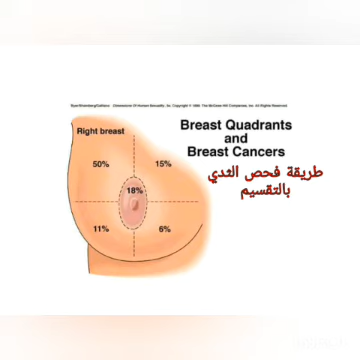 Right breast
Breast Quadrants
and
Breast Cancers
طريقة فحص الثدي
بالتقسيم
50%
15%
18%
11%
6%